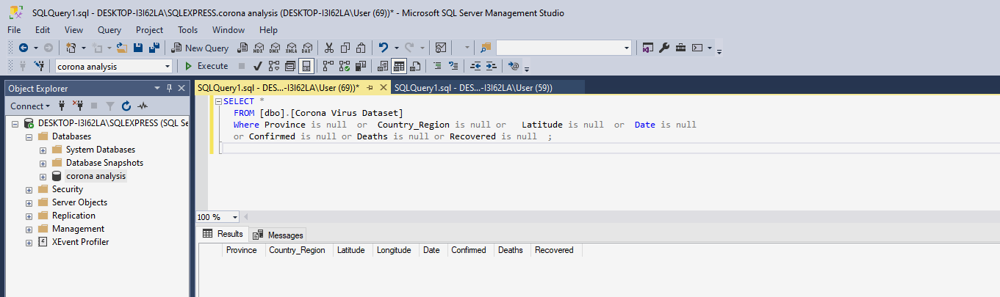 SQLQuery1.sql - DESKTOP-I3I62LA\SQLEXPRESS.corona analysis (DESKTOP-I3I62LA\User (69))* - Microsoft SQL Server Management Studio
File Edit View Query Project Tools Window Help
New Query MDX DMX XMLA DAX
corona analysis Execute
Object Explorer
Connect
DESKTOP-I3I62LA\SQLEXPRESS (SQL Se
Databases
System Databases
Database Snapshots
corona analysis
Security
Server Objects
Replication
Management
XEvent Profiler
SQLQuery1.sql - DES...-I3I62LA\User (69))* SQLQuery1.sql - DES...-I3I62LA\User (59))
SELECT *
FROM [dbo].[Corona Virus Dataset]
Where Province is null or Country_Region is null or Latitude is null or Date is null
or Confirmed is null or Deaths is null or Recovered is null ;
100 %
Results Messages
Province Country_Region Latitude Longitude Date Confirmed Deaths Recovered